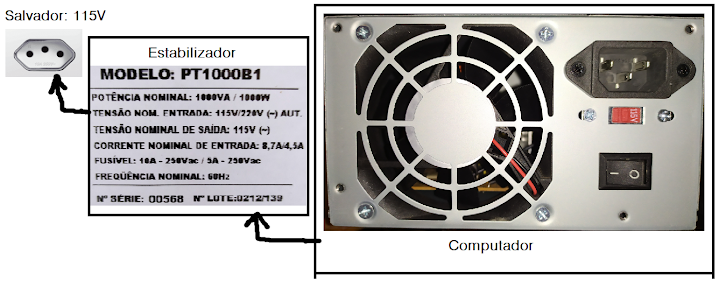 Salvador: 115V
Estabilizador
MODELO: PT1000B1
POTÊNCIA NOMINAL: 1000VA / 1000W
TENSÃO NOM. ENTRADA: 115V/220V (~) AUT.
TENSÃO NOMINAL DE SAÍDA: 115V (~)
CORRENTE NOMINAL DE ENTRADA: 8,7A/4,5A
FUSÍVEL: 10A - 250Vac / 5A - 250Vac
FREQÜÊNCIA NOMINAL: 60Hz
Nº SÉRIE: 00568 Nº LOTE:0212/139
115V
Computador